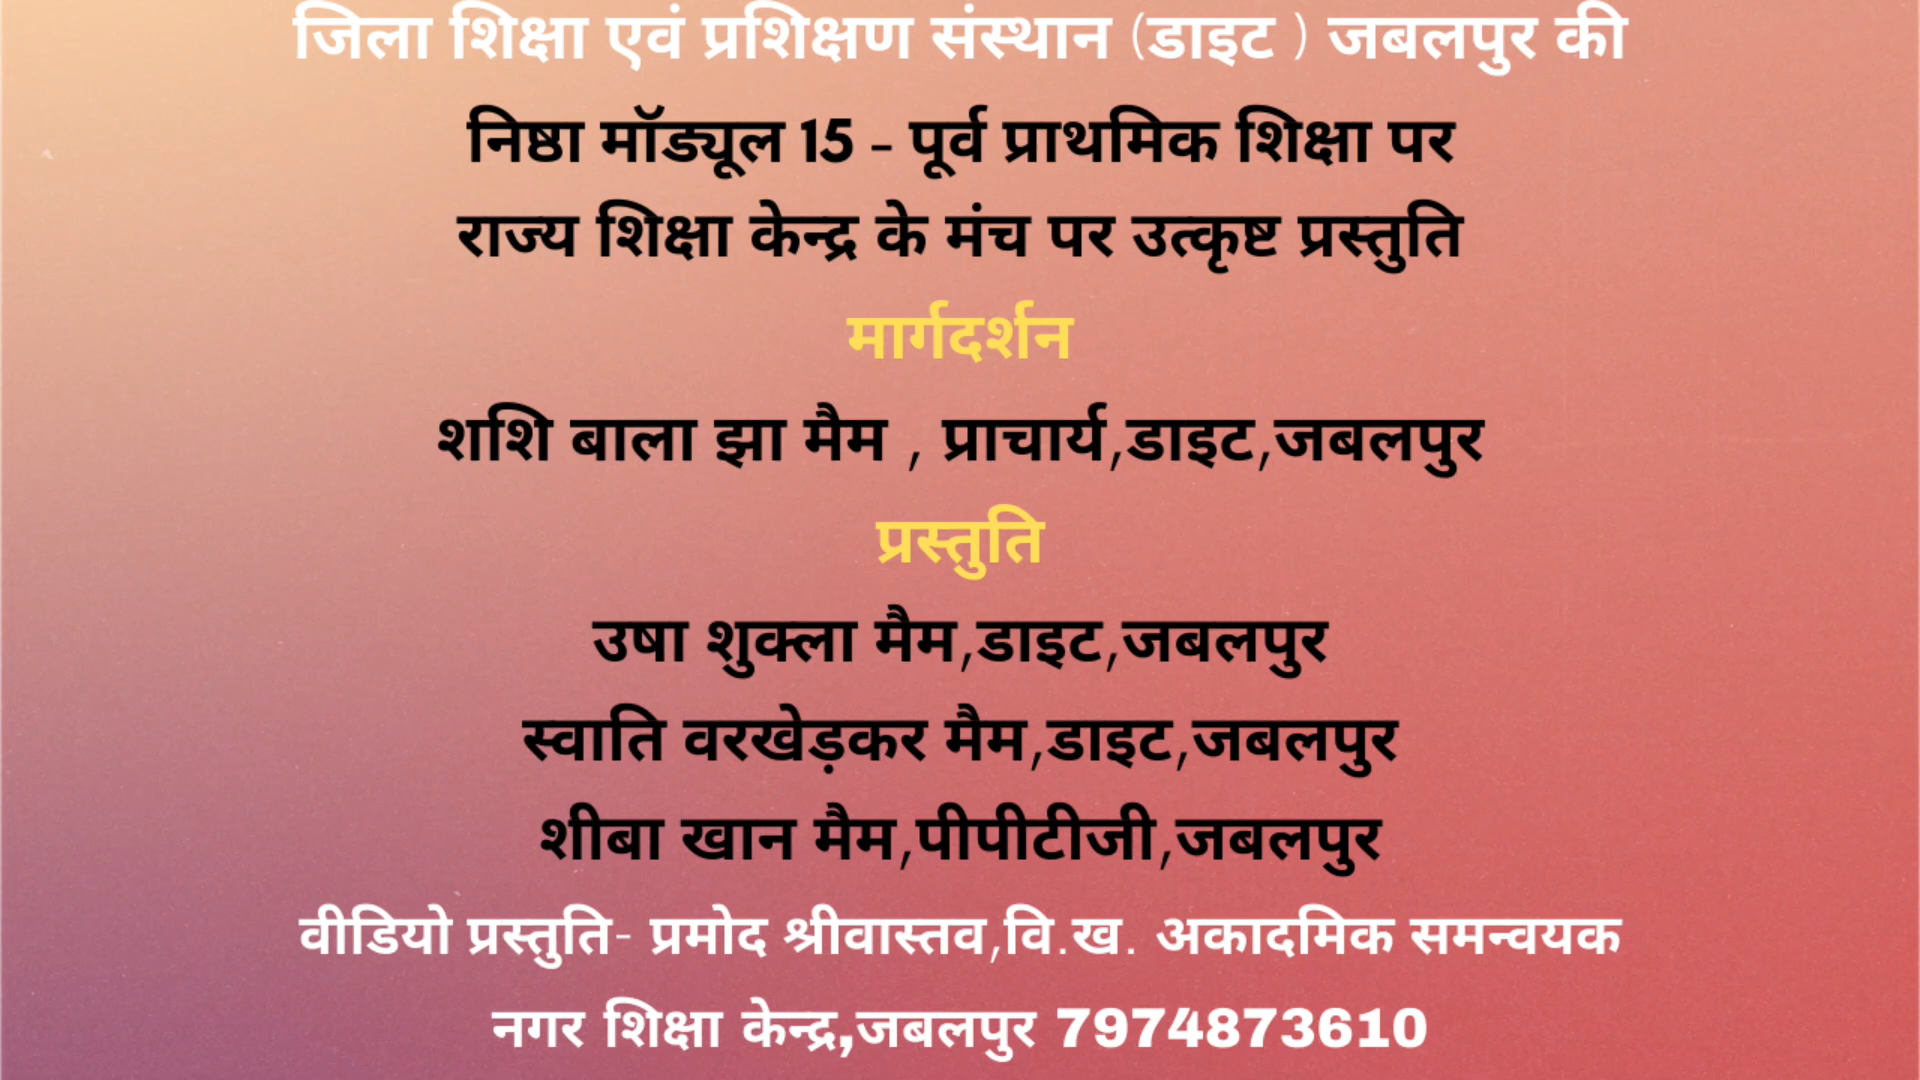 जिला शिक्षा एवं प्रशिक्षण संस्थान (डाइट ) जबलपुर की
निष्ठा मॉड्यूल 15 - पूर्व प्राथमिक शिक्षा पर
राज्य शिक्षा केन्द्र के मंच पर उत्कृष्ट प्रस्तुति
मार्गदर्शन
शशि बाला झा मैम , प्राचार्य,डाइट,जबलपुर
प्रस्तुति
उषा शुक्ला मैम,डाइट,जबलपुर
स्वाति वरखेड़कर मैम,डाइट,जबलपुर
शीबा खान मैम,पीपीटीजी,जबलपुर
वीडियो प्रस्तुति- प्रमोद श्रीवास्तव,वि.ख. अकादमिक समन्वयक
नगर शिक्षा केन्द्र,जबलपुर 7974873610